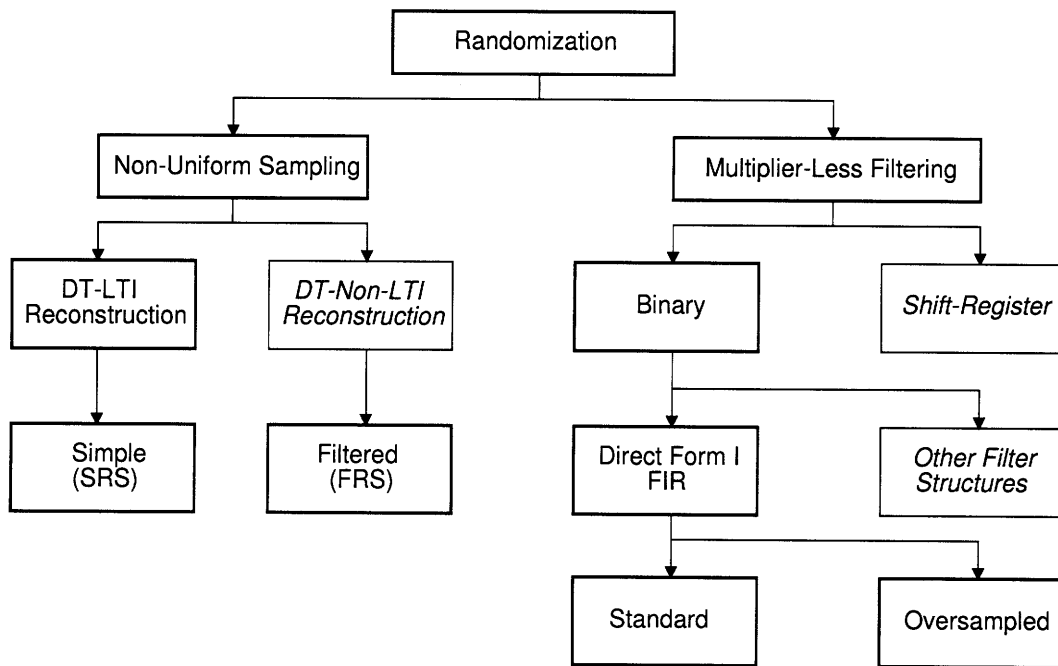 Randomization
Non-Uniform Sampling
Multiplier-Less Filtering
DT-LTI
Reconstruction
DT-Non-LTI
Reconstruction
Binary
Shift-Register
Simple
(SRS)
Filtered
(FRS)
Direct Form I
FIR
Other Filter
Structures
Standard
Oversampled